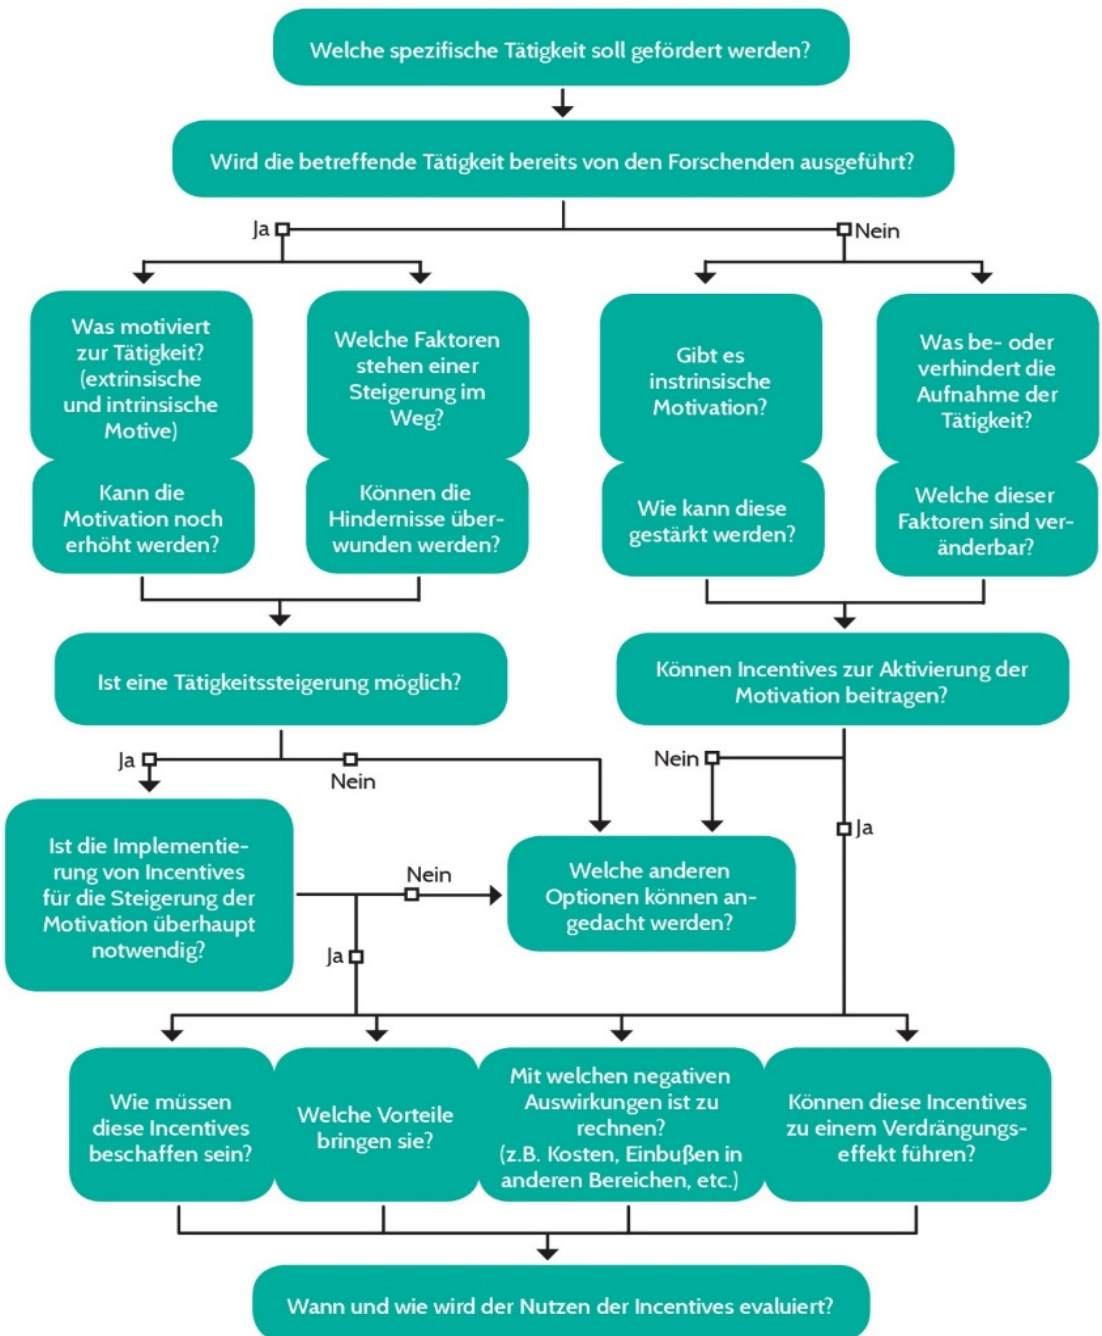 Welche spezifische Tätigkeit soll gefördert werden?
Wird die betreffende Tätigkeit bereits von den Forschenden ausgeführt?
Ja
Nein
Was motiviert
zur Tätigkeit?
(extrinsische
und intrinsische
Motive)
Kann die
Motivation noch
erhöht werden?
Welche Faktoren
stehen einer
Steigerung im
Weg?
Können die
Hindernisse über-
wunden werden?
Gibt es
instrinsische
Motivation?
Wie kann diese
gestärkt werden?
Was be- oder
verhindert die
Aufnahme der
Tätigkeit?
Welche dieser
Faktoren sind ver-
änderbar?
Ist eine Tätigkeitssteigerung möglich?
Können Incentives zur Aktivierung der
Motivation beitragen?
Ja
Nein
Nein
Ja
Ist die Implementie-
rung von Incentives
für die Steigerung der
Motivation überhaupt
notwendig?
Nein
Ja
Welche anderen
Optionen können an-
gedacht werden?
Wie müssen
diese Incentives
beschaffen sein?
Welche Vorteile
bringen sie?
Mit welchen negativen
Auswirkungen ist zu
rechnen?
(z.B. Kosten, Einbußen in
anderen Bereichen, etc.)
Können diese Incentives
zu einem Verdrängungs-
effekt führen?
Wann und wie wird der Nutzen der Incentives evaluiert?